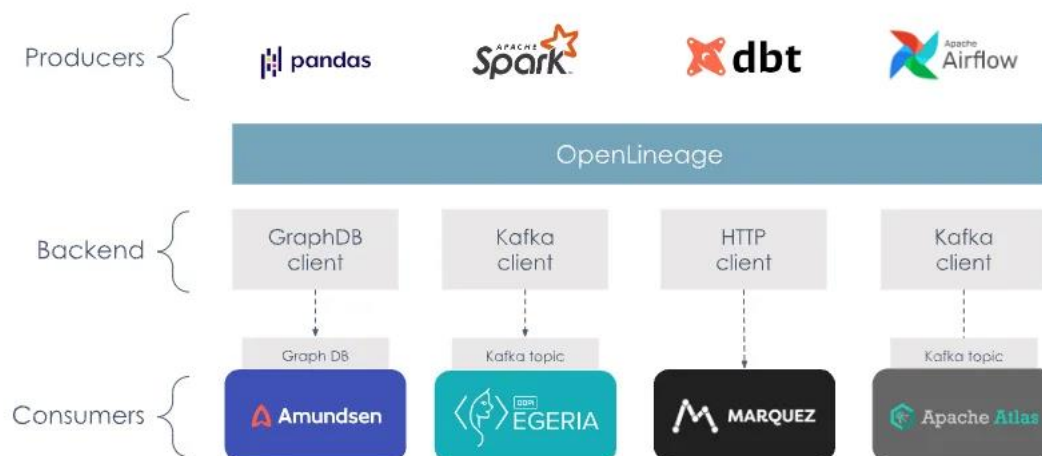 Producers
pandas
APACHE
Spark
dbt
Apache
Airflow
OpenLineage
Backend
GraphDB
client
Kafka
client
HTTP
client
Kafka
client
Graph DB
Kafka topic
Kafka topic
Consumers
Amundsen
ODPi
EGERIA
MARQUEZ
Apache Atlas